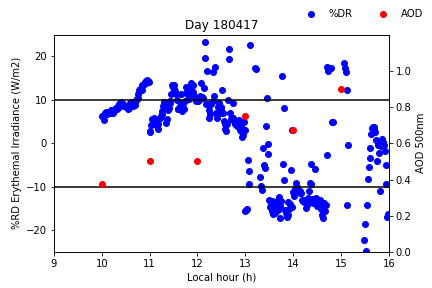 %DR AOD
Day 180417
%RD Erythemal Irradiance (W/m2)
20
10
0
−10
−20
1.0
0.8
0.6
0.4
0.2
0.0
AOD 500nm
9 10 11 12 13 14 15 16
Local hour (h)